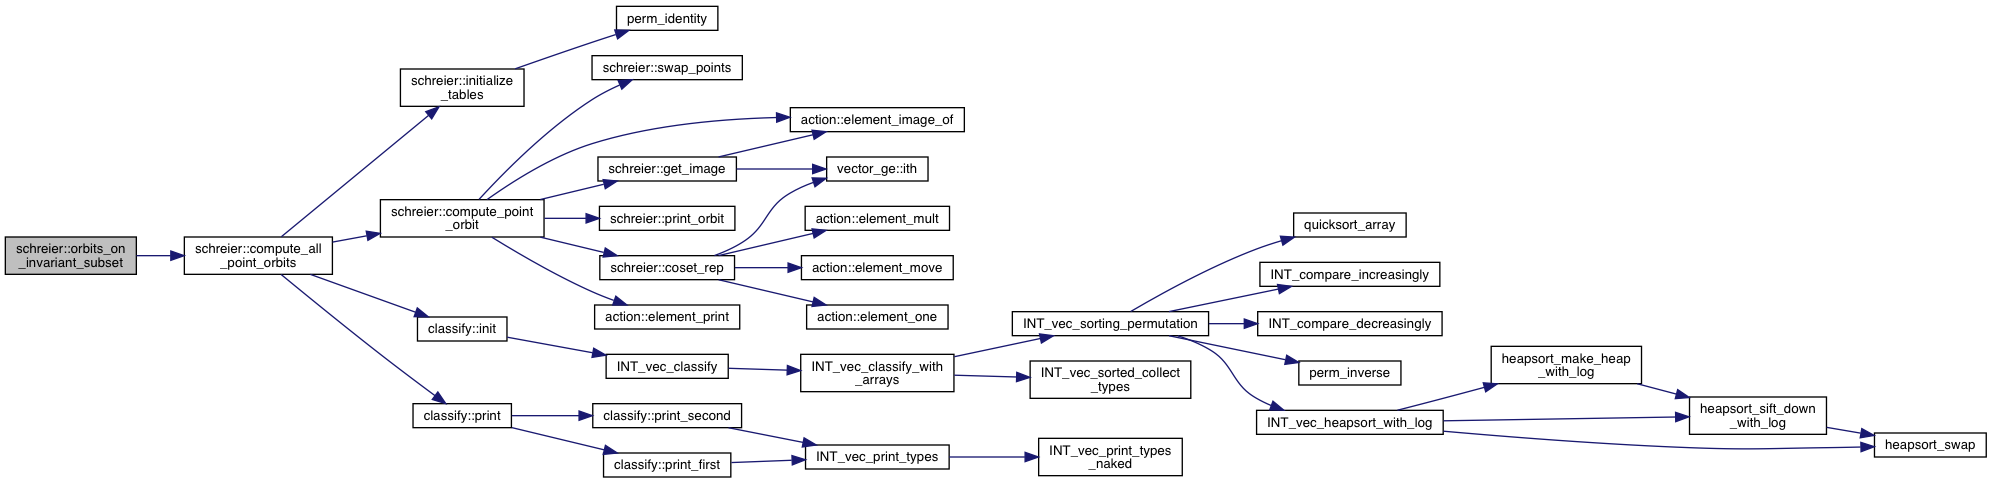 schreier::orbits_on
_invariant_subset
schreier::compute_all
_point_orbits
schreier::initialize
_tables
perm_identity
schreier::compute_point
_orbit
schreier::swap_points
action::element_image_of
schreier::get_image
vector_ge::ith
schreier::print_orbit
schreier::coset_rep
action::element_mult
action::element_move
action::element_one
action::element_print
classify::init
INT_vec_classify
INT_vec_classify_with
_arrays
INT_vec_sorting_permutation
INT_vec_sorted_collect
_types
quicksort_array
INT_compare_increasingly
INT_compare_decreasingly
perm_inverse
INT_vec_heapsort_with_log
heapsort_make_heap
_with_log
heapsort_sift_down
_with_log
heapsort_swap
classify::print
classify::print_second
classify::print_first
INT_vec_print_types
INT_vec_print_types
_naked